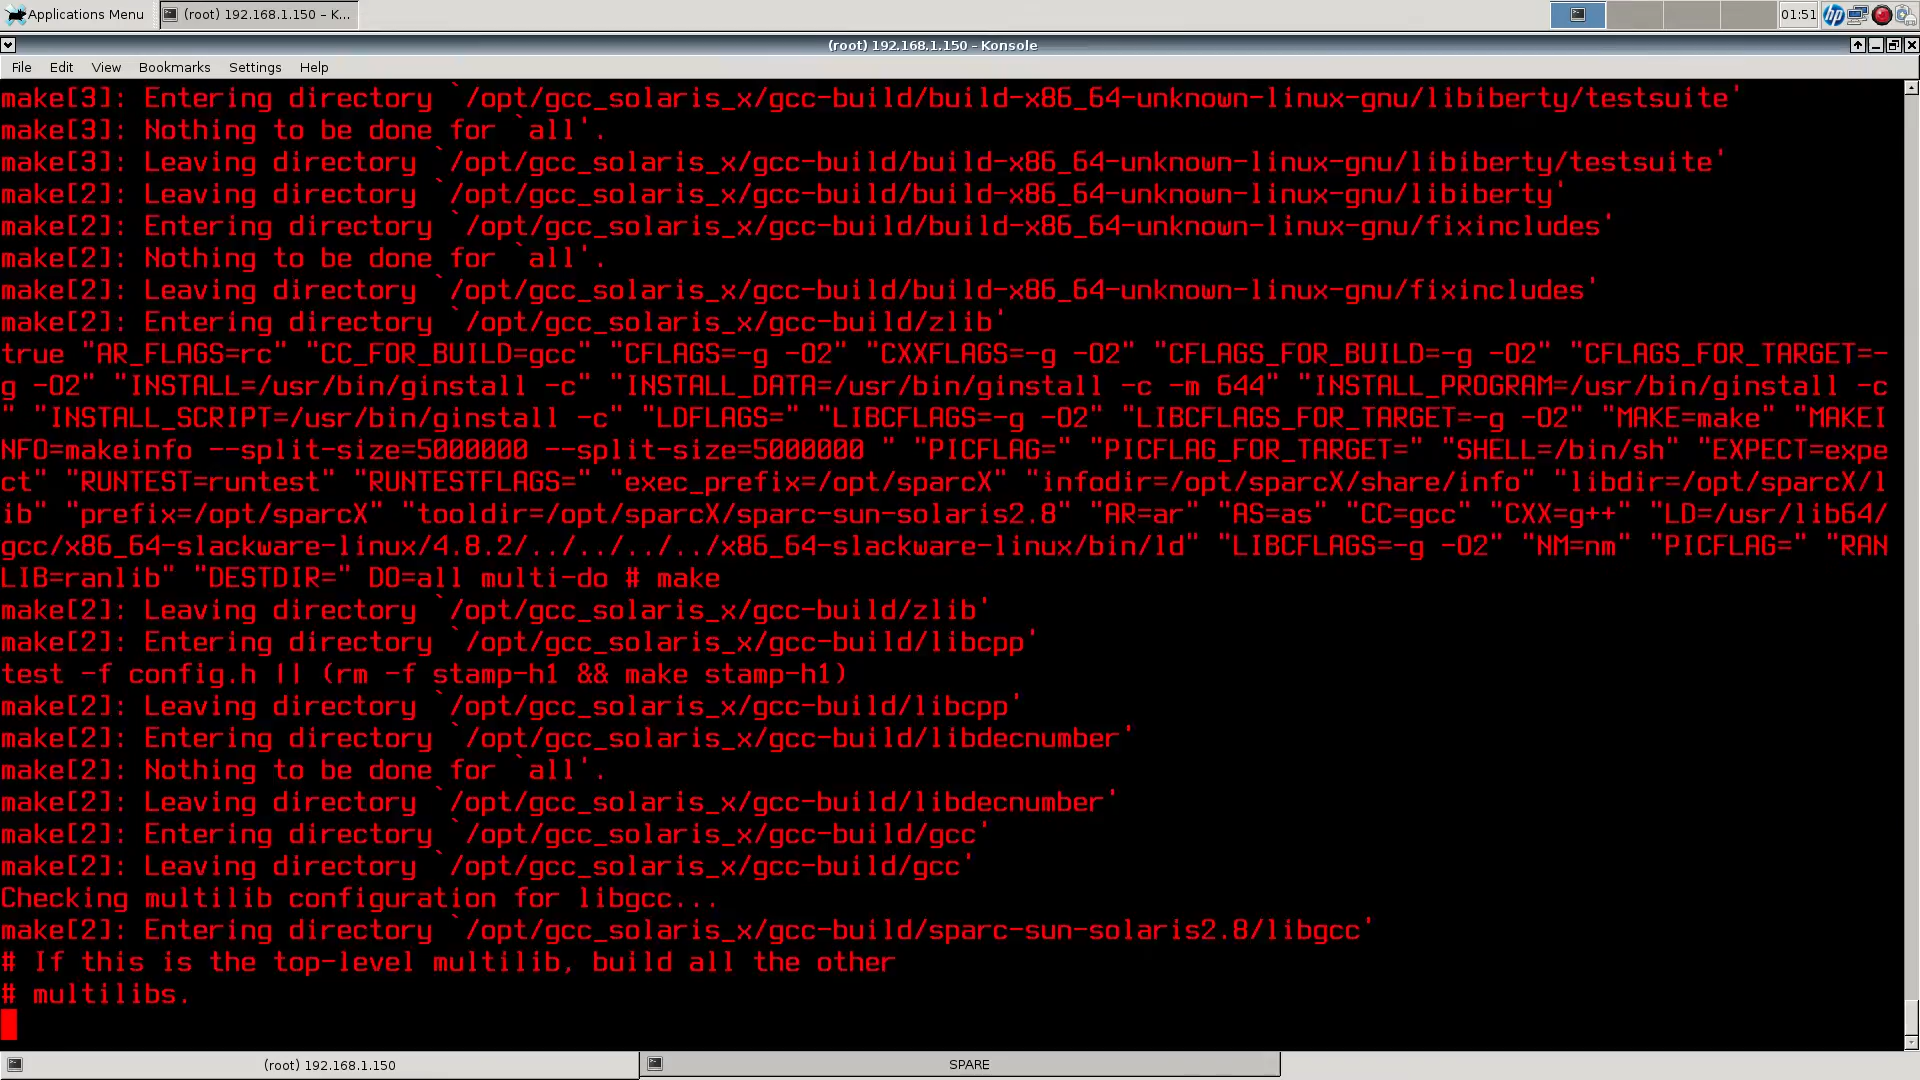 Applications Menu
(root) 192.168.1.150 – K...
01:51
(root) 192.168.1.150 – Konsole
File Edit View Bookmarks Settings Help
make[3]: Entering directory `/opt/gcc_solaris_x/gcc-build/build-x86_64-unknown-linux-gnu/libiberty/testsuite'
make[3]: Nothing to be done for `all'.
make[3]: Leaving directory `/opt/gcc_solaris_x/gcc-build/build-x86_64-unknown-linux-gnu/libiberty/testsuite'
make[2]: Leaving directory `/opt/gcc_solaris_x/gcc-build/build-x86_64-unknown-linux-gnu/libiberty'
make[2]: Entering directory `/opt/gcc_solaris_x/gcc-build/build-x86_64-unknown-linux-gnu/fixincludes'
make[2]: Nothing to be done for `all'.
make[2]: Leaving directory `/opt/gcc_solaris_x/gcc-build/build-x86_64-unknown-linux-gnu/fixincludes'
make[2]: Entering directory `/opt/gcc_solaris_x/gcc-build/zlib'
true "AR_FLAGS=rc" "CC_FOR_BUILD=gcc" "CFLAGS=-g -O2" "CXXFLAGS=-g -O2" "CFLAGS_FOR_BUILD=-g -O2" "CFLAGS_FOR_TARGET=-
g -O2" "INSTALL=/usr/bin/ginstall -c" "INSTALL_DATA=/usr/bin/ginstall -c -m 644" "INSTALL_PROGRAM=/usr/bin/ginstall -c
" "INSTALL_SCRIPT=/usr/bin/ginstall -c" "LDFLAGS=" "LIBCFLAGS=-g -O2" "LIBCFLAGS_FOR_TARGET=-g -O2" "MAKE=make" "MAKEI
NFO=makeinfo --split-size=5000000 --split-size=5000000 " "PICFLAG=" "PICFLAG_FOR_TARGET=" "SHELL=/bin/sh" "EXPECT=expe
ct" "RUNTEST=runtest" "RUNTESTFLAGS=" "exec_prefix=/opt/sparcX" "infodir=/opt/sparcX/share/info" "libdir=/opt/sparcX/l
ib" "prefix=/opt/sparcX" "tooldir=/opt/sparcX/sparc-sun-solaris2.8" "AR=ar" "AS=as" "CC=gcc" "CXX=g++" "LD=/usr/lib64/
gcc/x86_64-slackware-linux/4.8.2/../../../../x86_64-slackware-linux/bin/ld" "LIBCFLAGS=-g -O2" "NM=nm" "PICFLAG=" "RAN
LIB=ranlib" "DESTDIR=" DO=all multi-do # make
make[2]: Leaving directory `/opt/gcc_solaris_x/gcc-build/zlib'
make[2]: Entering directory `/opt/gcc_solaris_x/gcc-build/libcpp'
test -f config.h || (rm -f stamp-h1 && make stamp-h1)
make[2]: Leaving directory `/opt/gcc_solaris_x/gcc-build/libcpp'
make[2]: Entering directory `/opt/gcc_solaris_x/gcc-build/libdecnumber'
make[2]: Nothing to be done for `all'.
make[2]: Leaving directory `/opt/gcc_solaris_x/gcc-build/libdecnumber'
make[2]: Entering directory `/opt/gcc_solaris_x/gcc-build/gcc'
make[2]: Leaving directory `/opt/gcc_solaris_x/gcc-build/gcc'
Checking multilib configuration for libgcc...
make[2]: Entering directory `/opt/gcc_solaris_x/gcc-build/sparc-sun-solaris2.8/libgcc'
# If this is the top-level multilib, build all the other
# multilibs.
(root) 192.168.1.150
SPARE